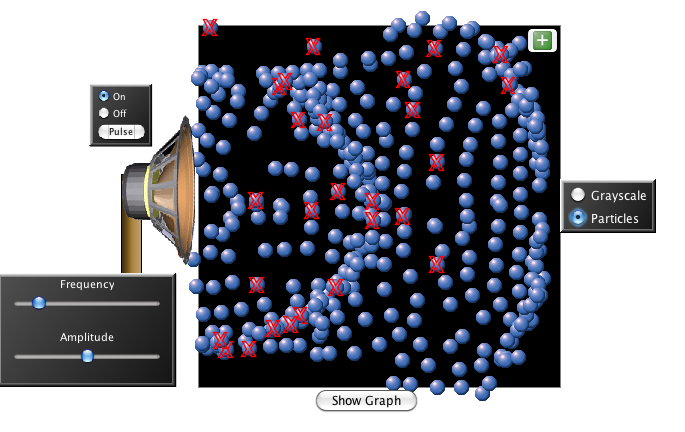 On
Off
Pulse
Grayscale
Particles
Frequency
Amplitude
Show Graph